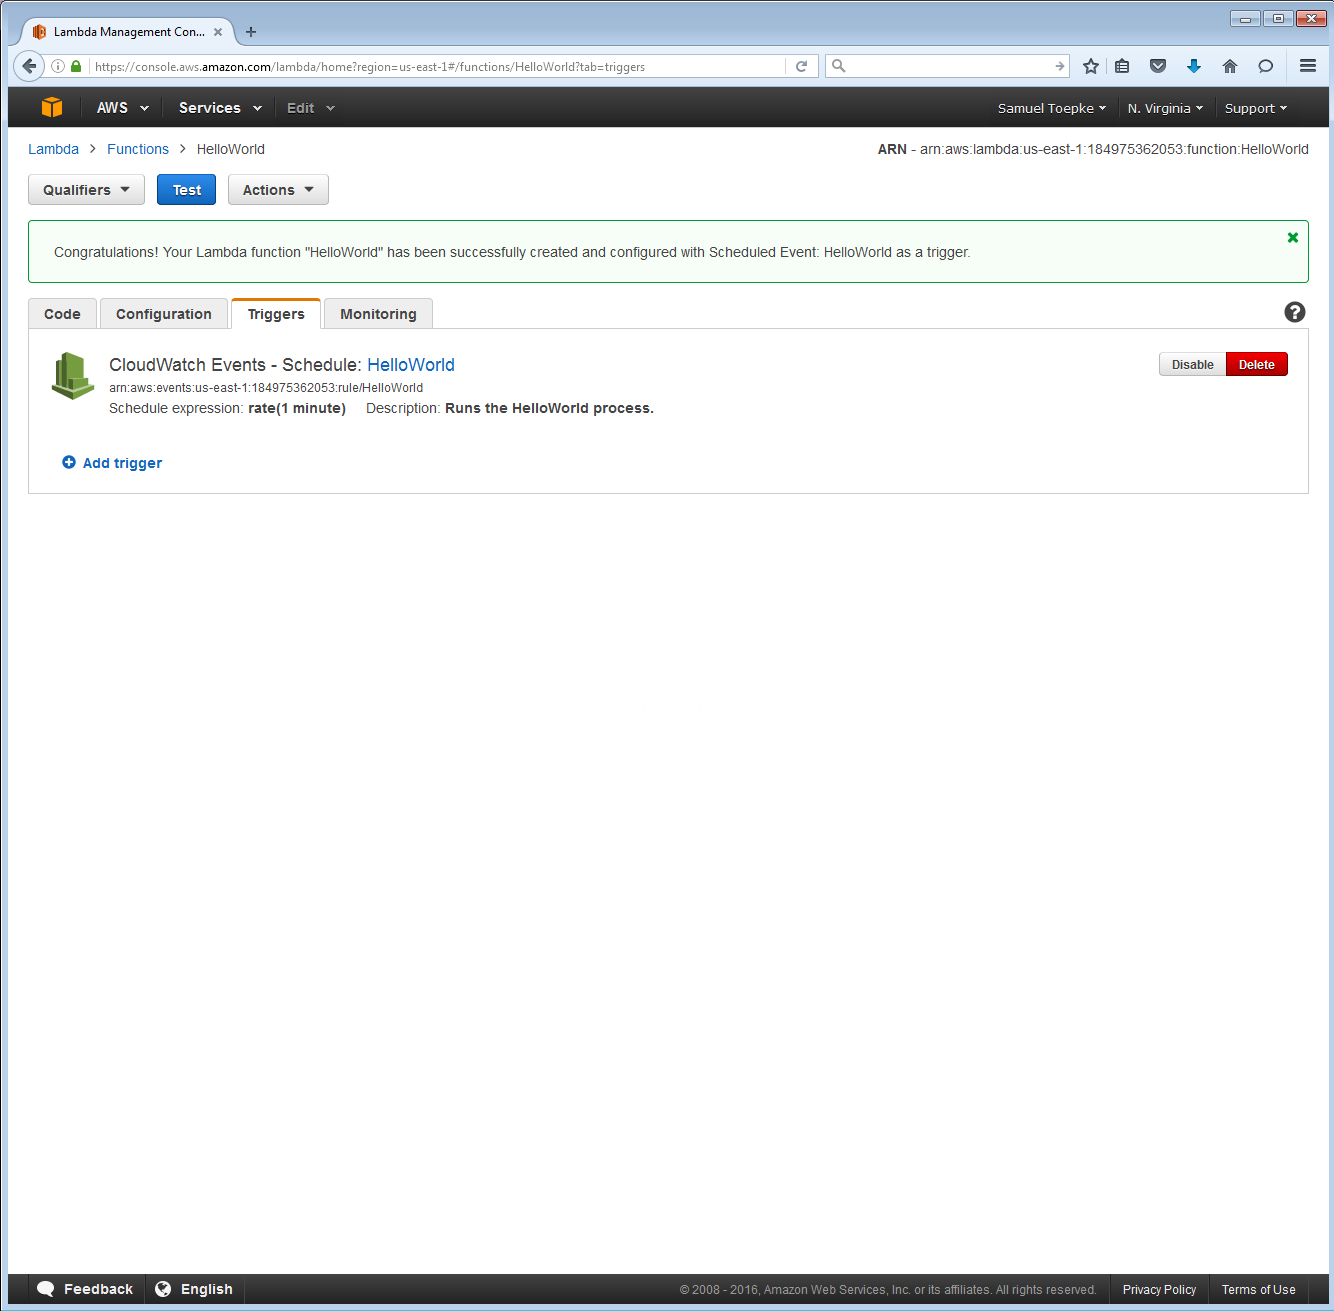 Lambda Management Con...
https://console.aws.amazon.com/lambda/home?region=us-east-1#/functions/HelloWorld?tab=triggers
AWS Services Edit Samuel Toepke N. Virginia Support
Lambda > Functions > HelloWorld ARN - arn:aws:lambda:us-east-1:184975362053:function:HelloWorld
Qualifiers Test Actions
Congratulations! Your Lambda function "HelloWorld" has been successfully created and configured with Scheduled Event: HelloWorld as a trigger.
Code Configuration Triggers Monitoring
CloudWatch Events - Schedule: HelloWorld Disable Delete
arn:aws:events:us-east-1:184975362053:rule/HelloWorld
Schedule expression: rate(1 minute) Description: Runs the HelloWorld process.
Add trigger
Feedback English © 2008 - 2016, Amazon Web Services, Inc. or its affiliates. All rights reserved. Privacy Policy Terms of Use